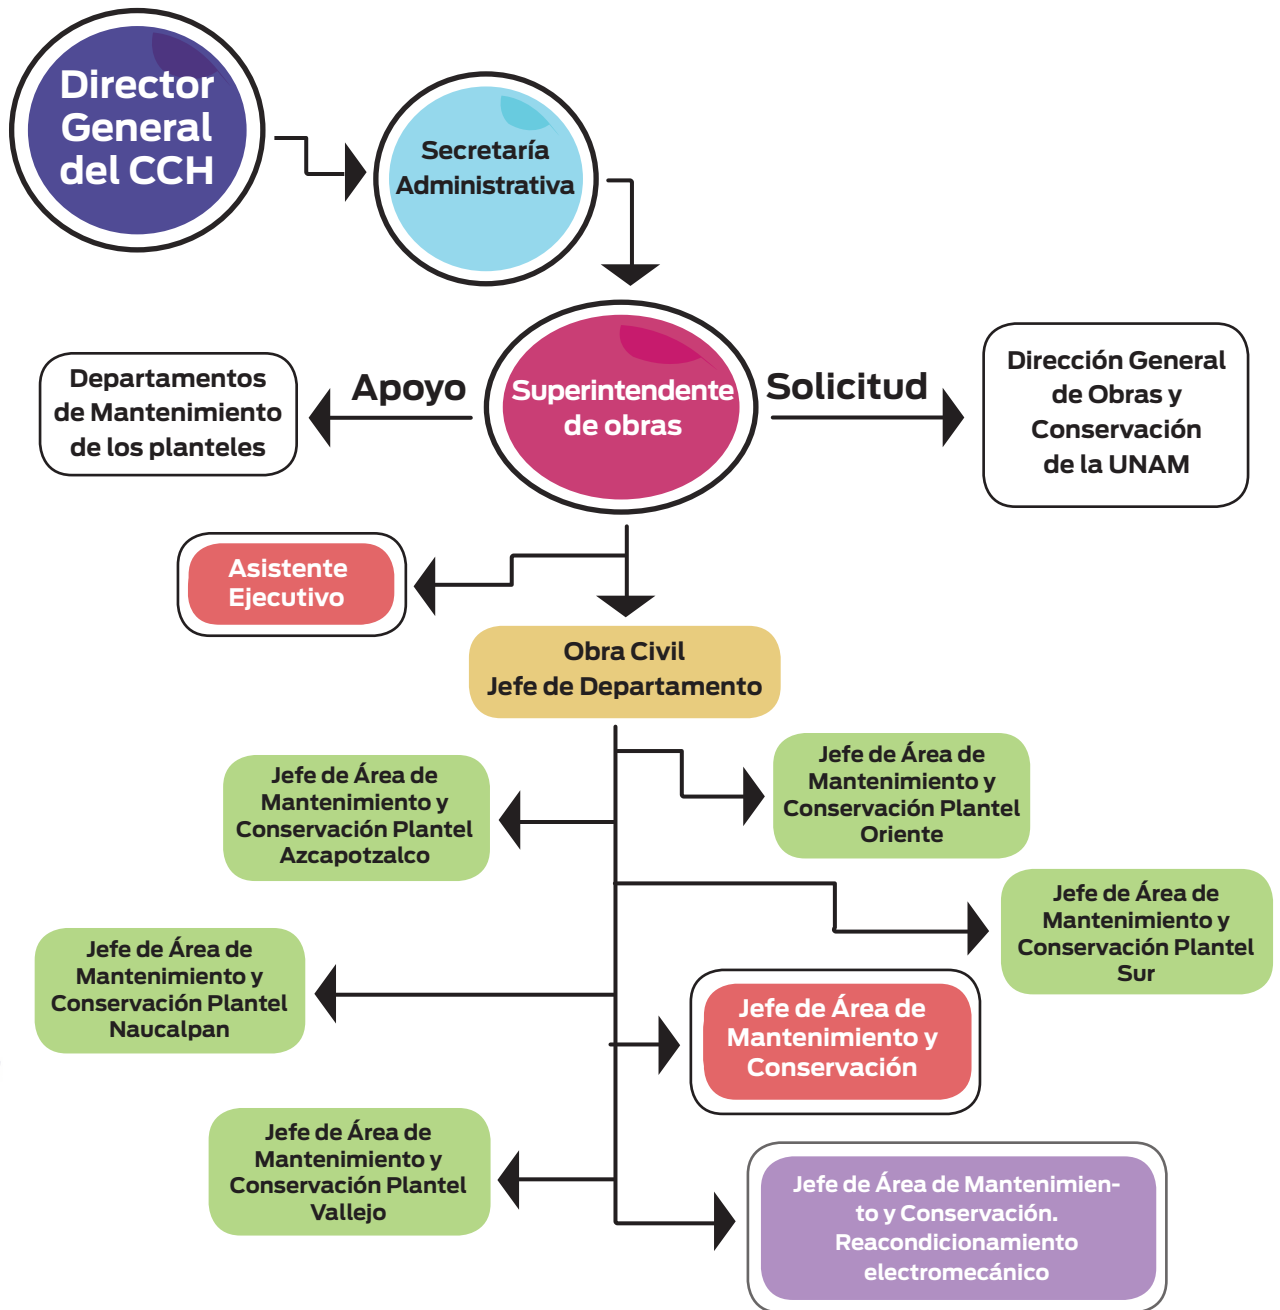 Director
General
del CCH
Secretaría
Administrativa
Departamentos
de Mantenimiento
de los planteles
Apoyo
Superintendente
de obras
Solicitud
Dirección General
de Obras y
Conservación
de la UNAM
Asistente
Ejecutivo
Obra Civil
Jefe de Departamento
Jefe de Área de
Mantenimiento y
Conservación Plantel
Azcapotzalco
Jefe de Área de
Mantenimiento y
Conservación Plantel
Oriente
Jefe de Área de
Mantenimiento y
Conservación Plantel
Sur
Jefe de Área de
Mantenimiento y
Conservación Plantel
Naucalpan
Jefe de Área de
Mantenimiento y
Conservación
Jefe de Área de
Mantenimiento y
Conservación Plantel
Vallejo
Jefe de Área de Mantenimien-
to y Conservación.
Reacondicionamiento
electromecánico